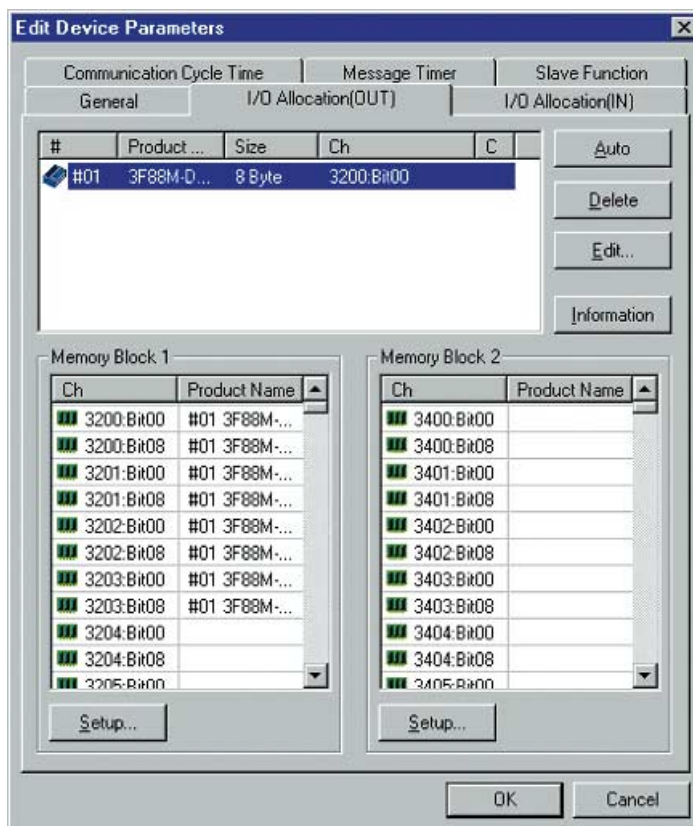 Edit Device Parameters
Communication Cycle Time Message Timer Slave Function
General I/O Allocation(OUT) I/O Allocation(IN)
# Product ... Size Ch C
#01 3F88M-D... 8 Byte 3200:Bit00
Auto
Delete
Edit...
Information
Memory Block 1
Ch Product Name
3200:Bit00 #01 3F88M-...
3200:Bit08 #01 3F88M-...
3201:Bit00 #01 3F88M-...
3201:Bit08 #01 3F88M-...
3202:Bit00 #01 3F88M-...
3202:Bit08 #01 3F88M-...
3203:Bit00 #01 3F88M-...
3203:Bit08 #01 3F88M-...
3204:Bit00
3204:Bit08
3205:Bit00
Setup...
Memory Block 2
Ch Product Name
3400:Bit00
3400:Bit08
3401:Bit00
3401:Bit08
3402:Bit00
3402:Bit08
3403:Bit00
3403:Bit08
3404:Bit00
3404:Bit08
3405:Bit00
Setup...
OK Cancel